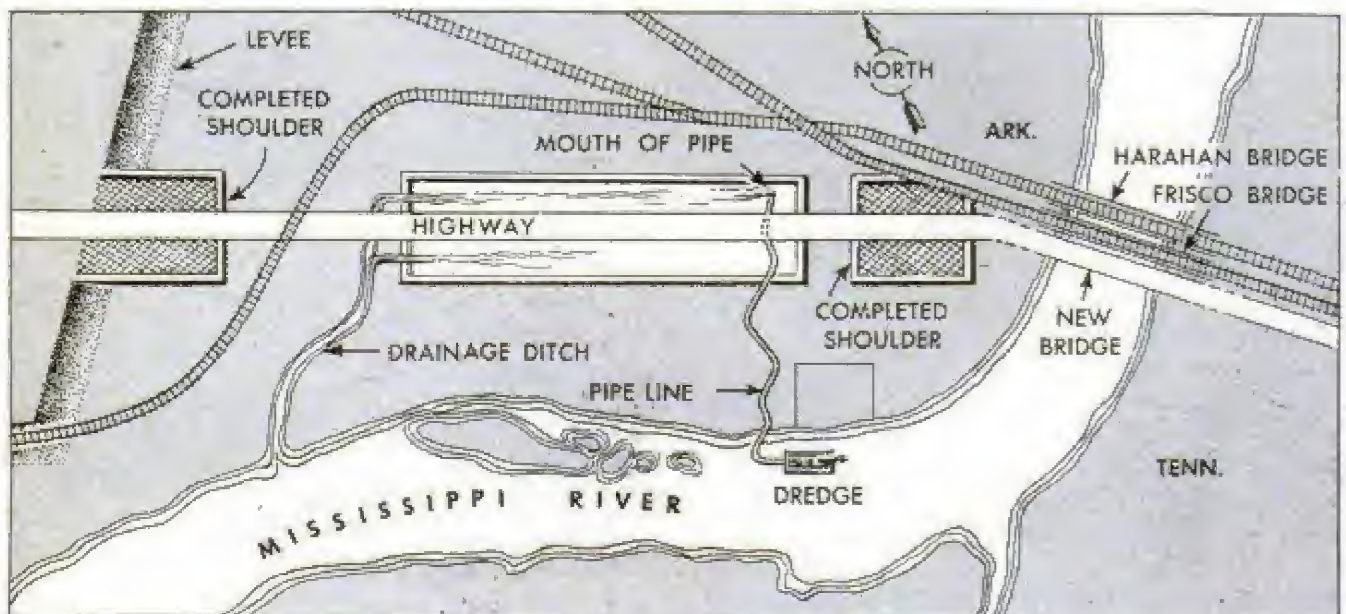 LEVEE
COMPLETED
SHOULDER
NORTH
ARK.
MOUTH OF PIPE
HARAHAN BRIDGE
FRISCO BRIDGE
HIGHWAY
COMPLETED
SHOULDER
NEW
BRIDGE
DRAINAGE DITCH
PIPE LINE
TENN.
DREDGE
MISSISSIPPI RIVER